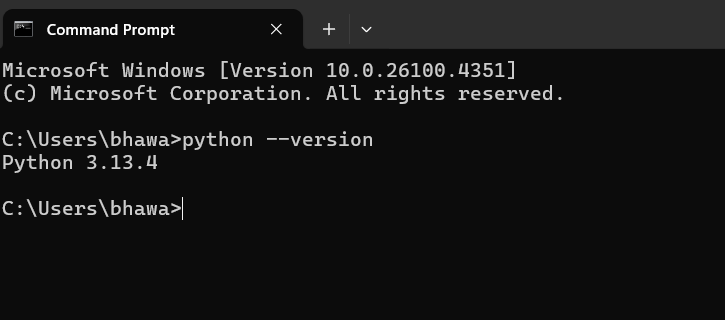 Command Prompt
Microsoft Windows [Version 10.0.26100.4351]
(c) Microsoft Corporation. All rights reserved.
C:\Users\bhawa>python --version
Python 3.13.4
C:\Users\bhawa>